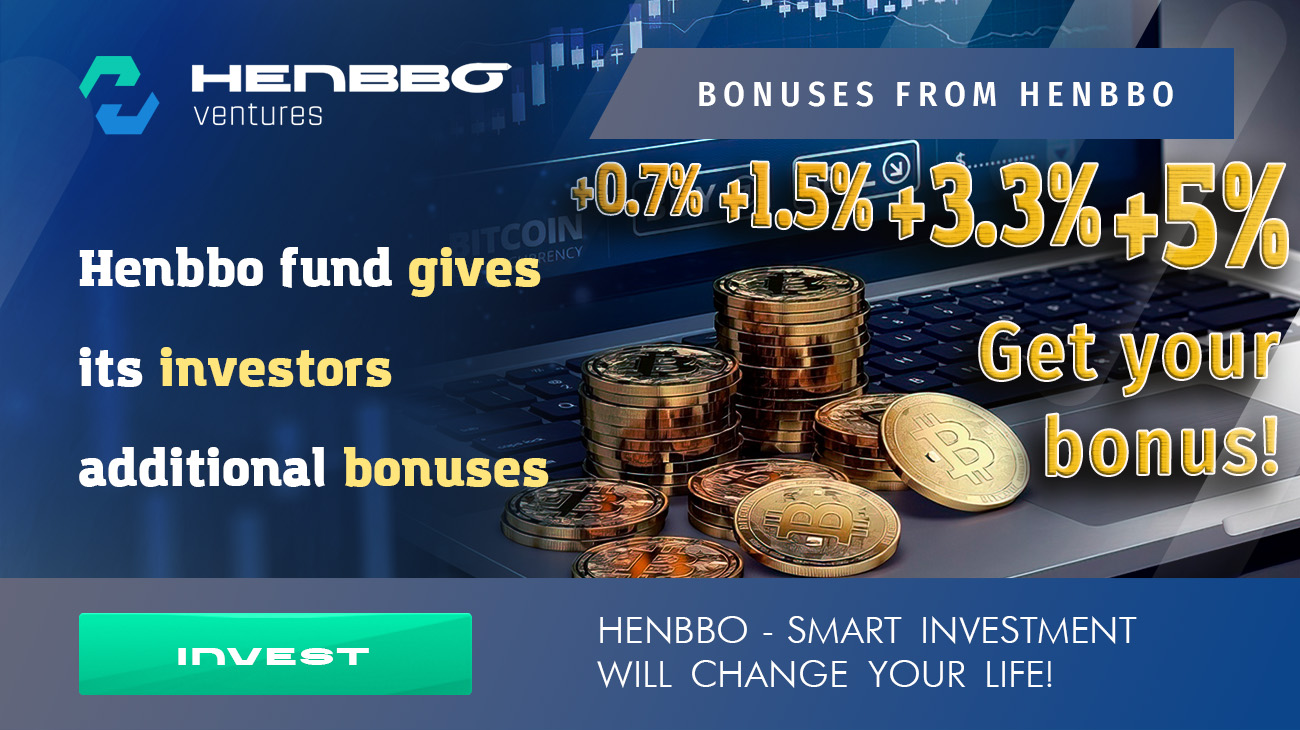 HENBBO
ventures
BONUSES FROM HENBBO
+0.7% +1.5% +3.3% +5%
BITCOIN
Henbbo fund gives
its investors
additional bonuses
Get your
bonus!
INVEST
HENBBO - SMART INVESTMENT
WILL CHANGE YOUR LIFE!